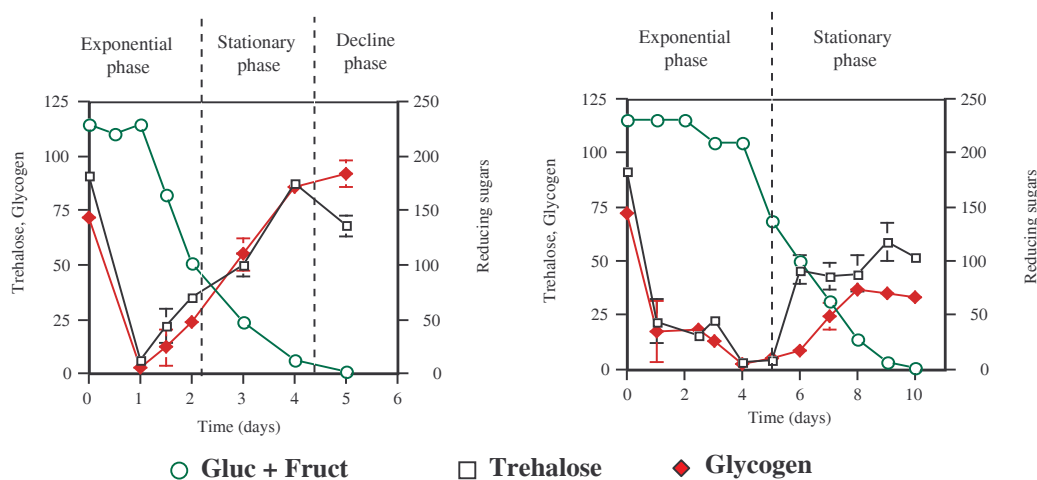 Exponential
phase
Stationary
phase
Decline
phase
125
100
75
50
25
0
250
200
150
100
50
0
0 1 2 3 4 5 6
Trehalose, Glycogen
Reducing sugars
Time (days)
Exponential
phase
Stationary
phase
125
100
75
50
25
0
250
200
150
100
50
0
0 2 4 6 8 10
Trehalose, Glycogen
Reducing sugars
Time (days)
Gluc + Fruct Trehalose Glycogen